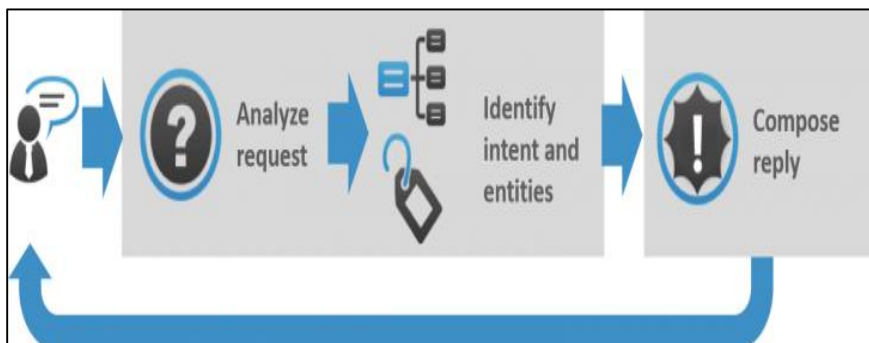 Analyze
request
Identify
intent and
entities
Compose
reply